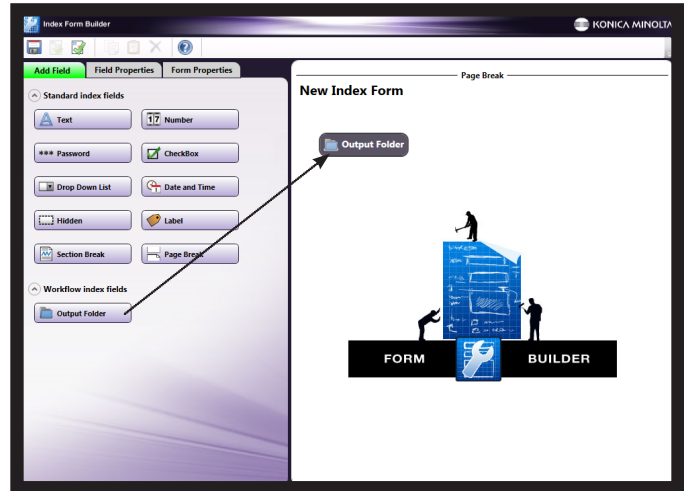 Index Form Builder
KONICA MINOLTA
Add Field
Field Properties
Form Properties
Page Break
New Index Form
Standard index fields
Text
17 Number
Output Folder
*** Password
CheckBox
Drop Down List
Date and Time
Hidden
Label
Section Break
Page Break
Workflow index fields
Output Folder
FORM
BUILDER